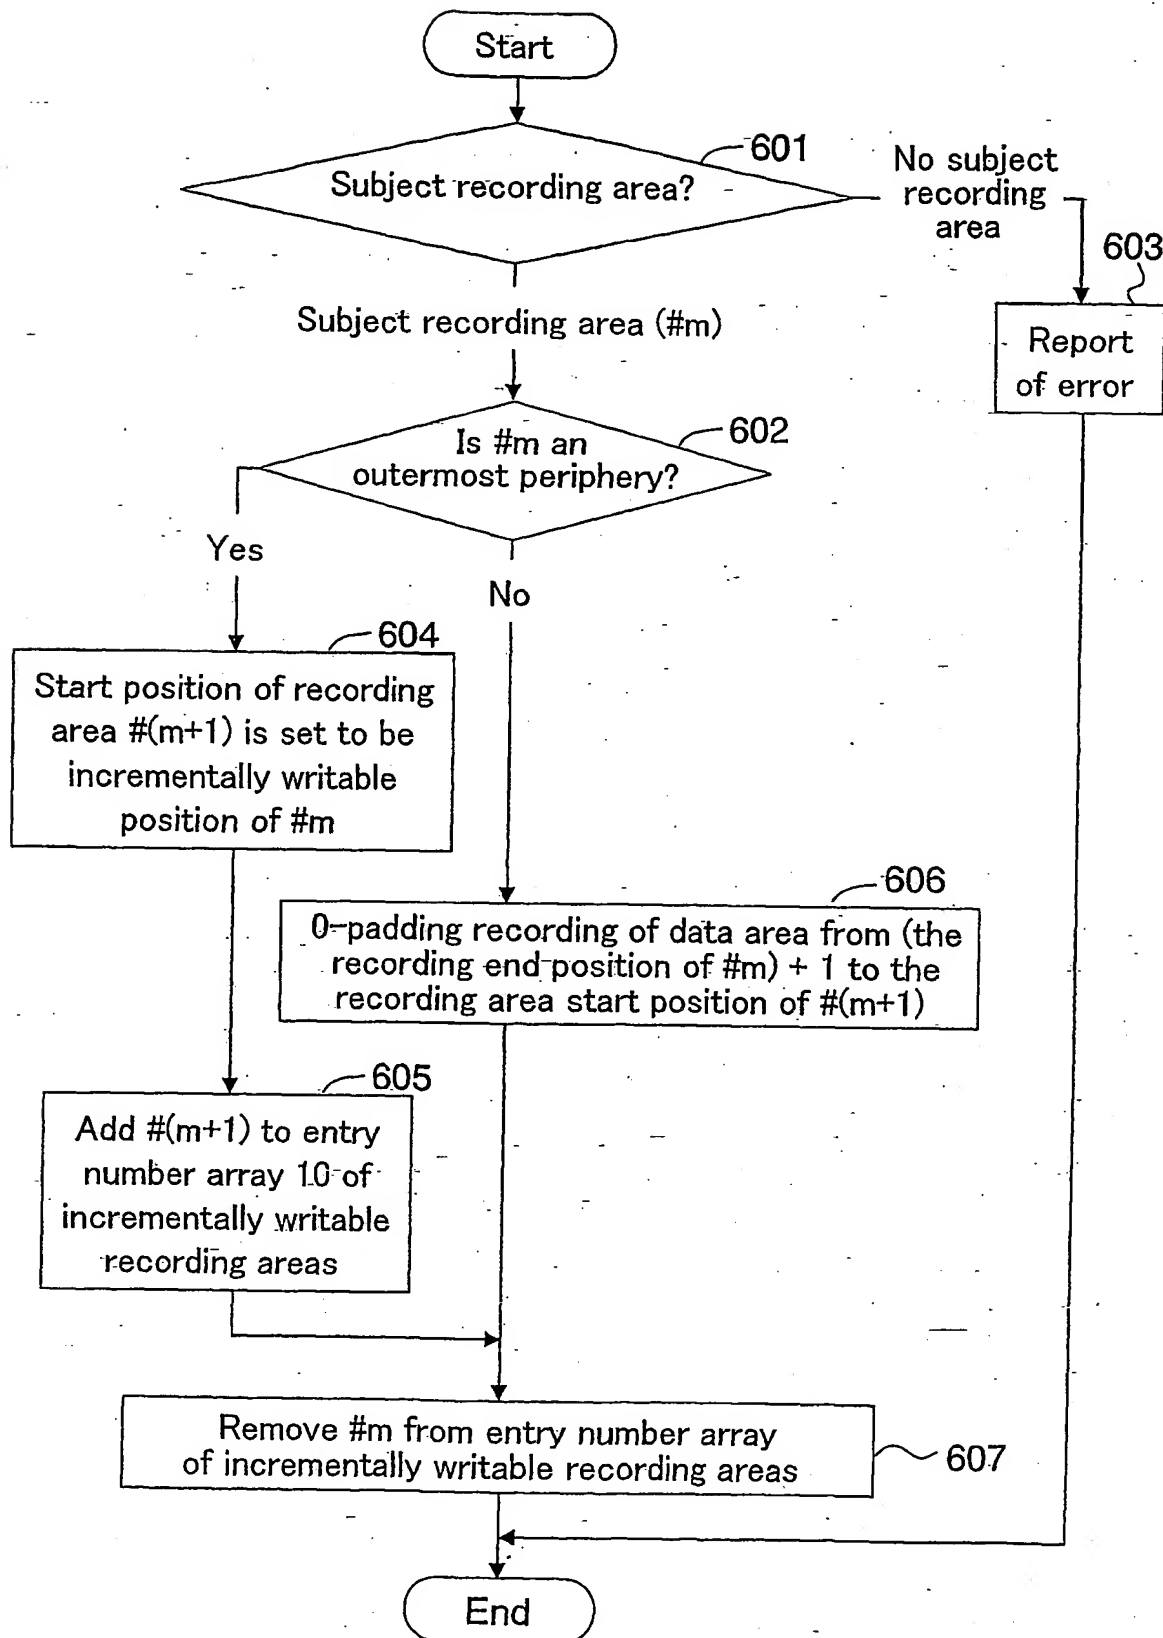 Start
601
Subject recording area?
No subject
recording
area
603
Subject recording area (#m)
Report
of error
602
Is #m an
outermost periphery?
Yes
No
604
Start position of recording
area #(m+1) is set to be
incrementally writable
position of #m
606
0-padding recording of data area from (the
recording end position of #m) + 1 to the
recording area start position of #(m+1)
605
Add #(m+1) to entry
number array 10 of
incrementally writable
recording areas
Remove #m from entry number array
of incrementally writable recording areas
607
End